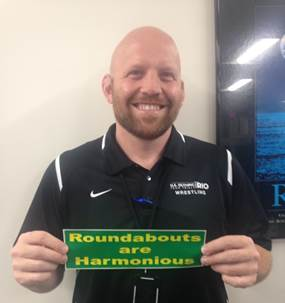 RIO
WRESTLING
Roundabouts
are
Harmonious
R